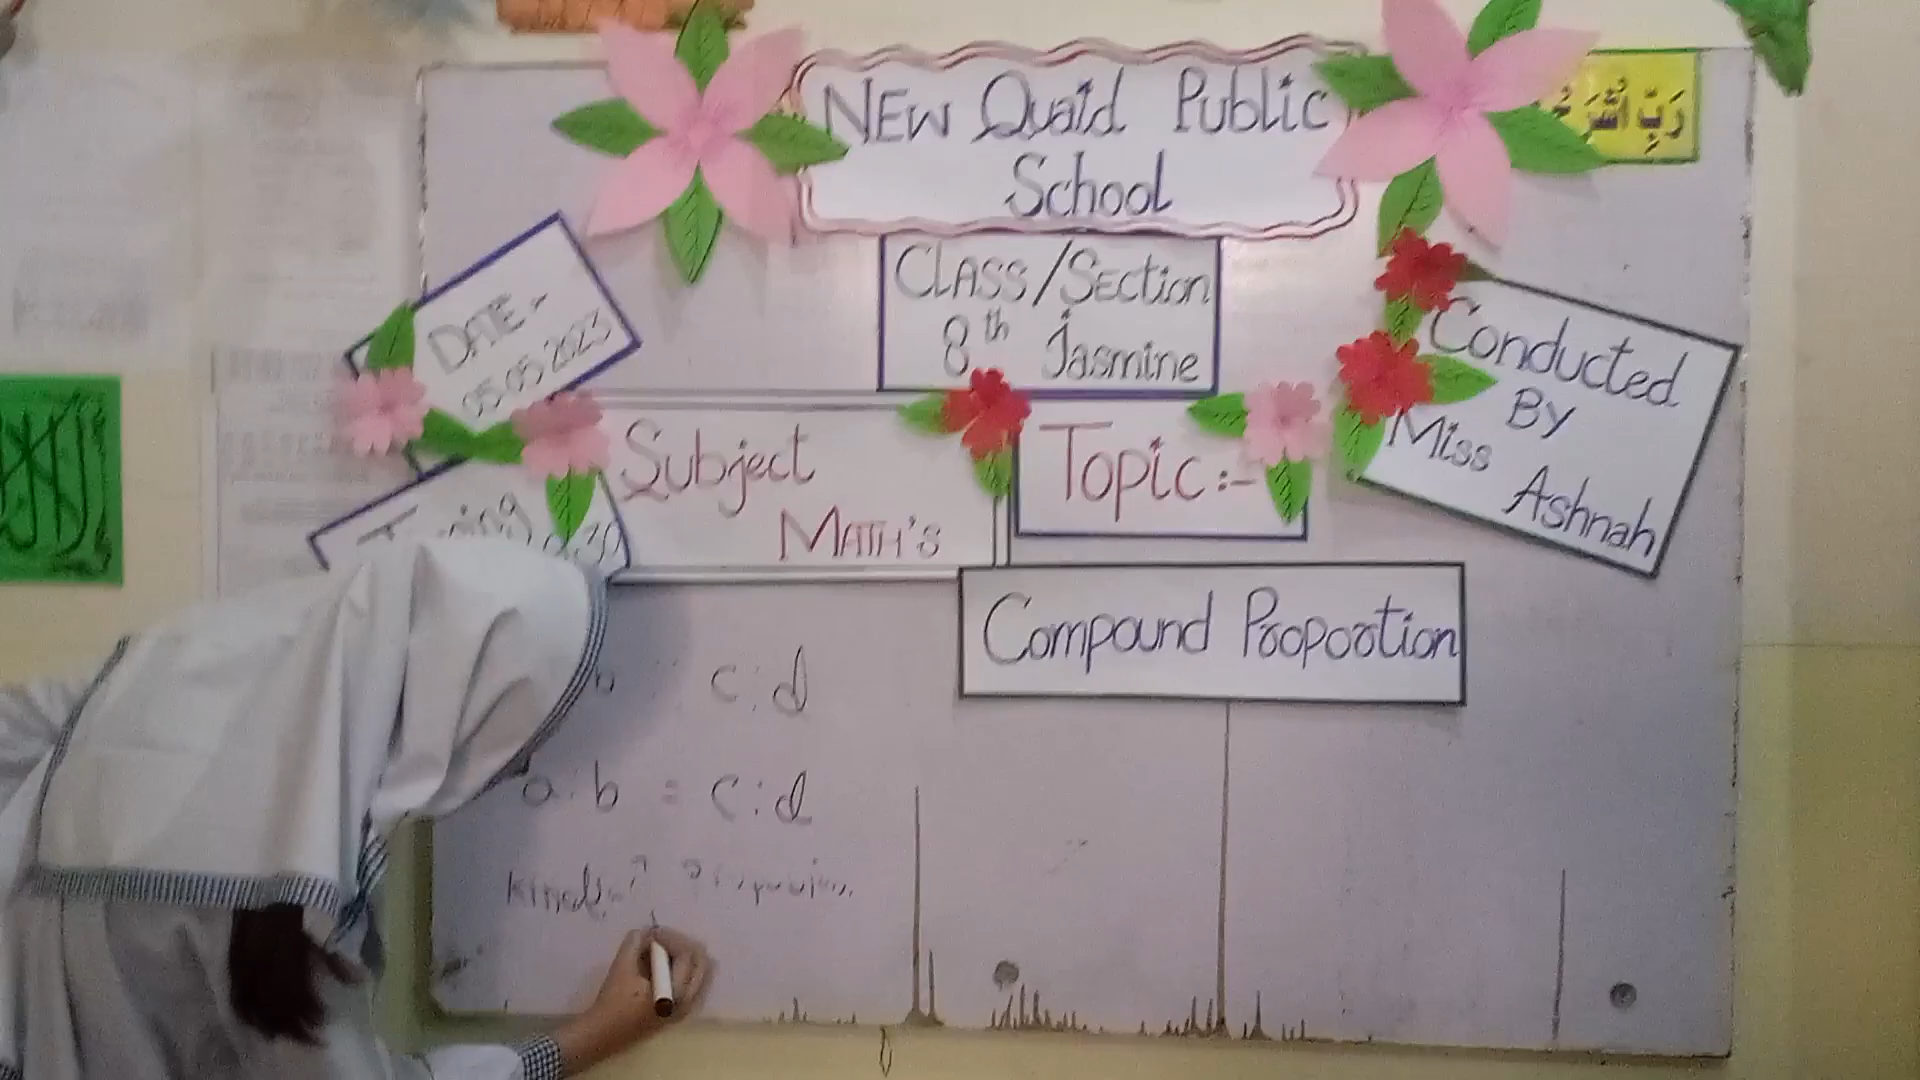 NEW Quaid Public
School
رَبِّ اشْرَحْ
CLASS/Section
8th Jasmine
DATE:-
05.05.2023
Conducted
By
Miss Ashnah
Subject
MATH's
Topic:-
Compound Proportion
b :: c:d
a:b = c:d